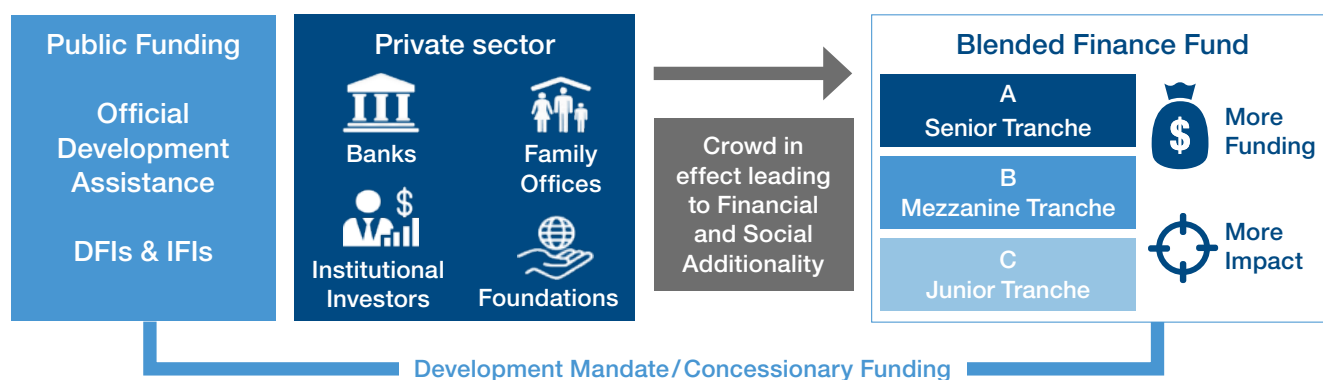 Public Funding
Official
Development
Assistance
DFIs & IFIs
Private sector
Banks
Family
Offices
$
Institutional
Investors
Foundations
Crowd in
effect leading
to Financial
and Social
Additionality
Blended Finance Fund
A
Senior Tranche
B
Mezzanine Tranche
C
Junior Tranche
$
More
Funding
More
Impact
Development Mandate/Concessionary Funding